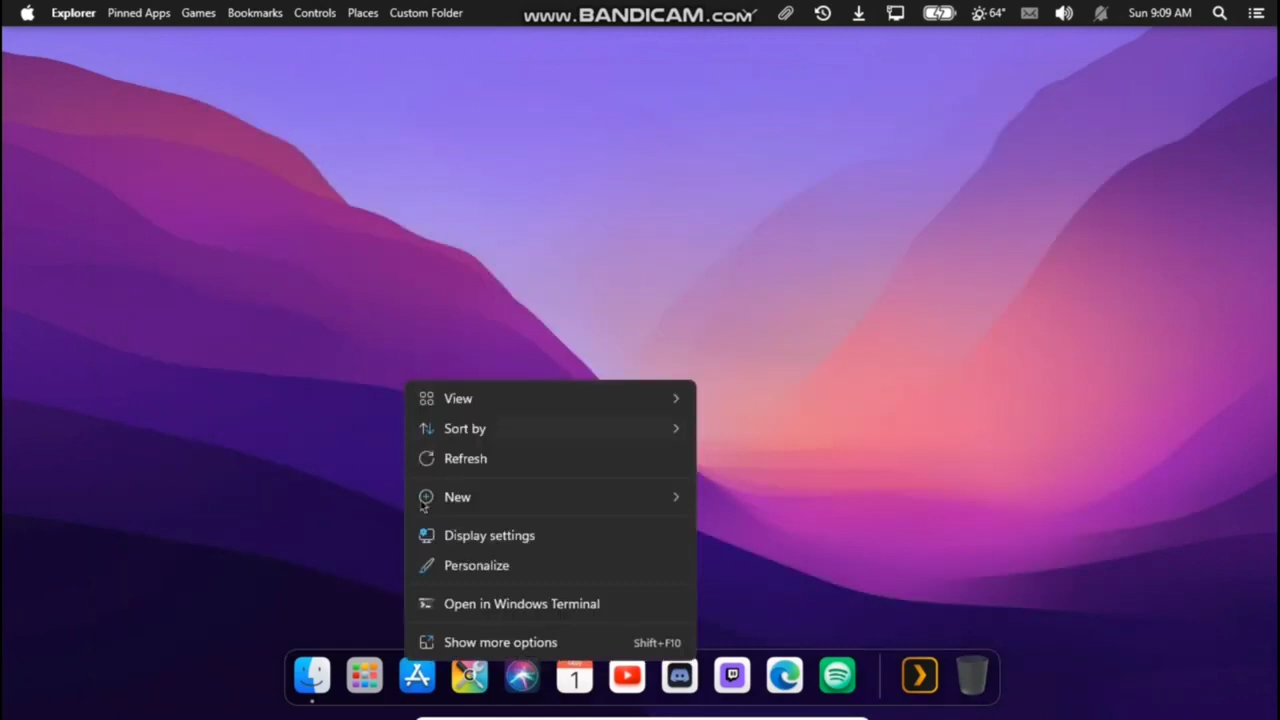 Explorer Pinned Apps Games Bookmarks Controls Places Custom Folder www.BANDICAM.com 64° Sun 9:09 AM
View
Sort by
Refresh
New
Display settings
Personalize
Open in Windows Terminal
Show more options Shift+F10
1